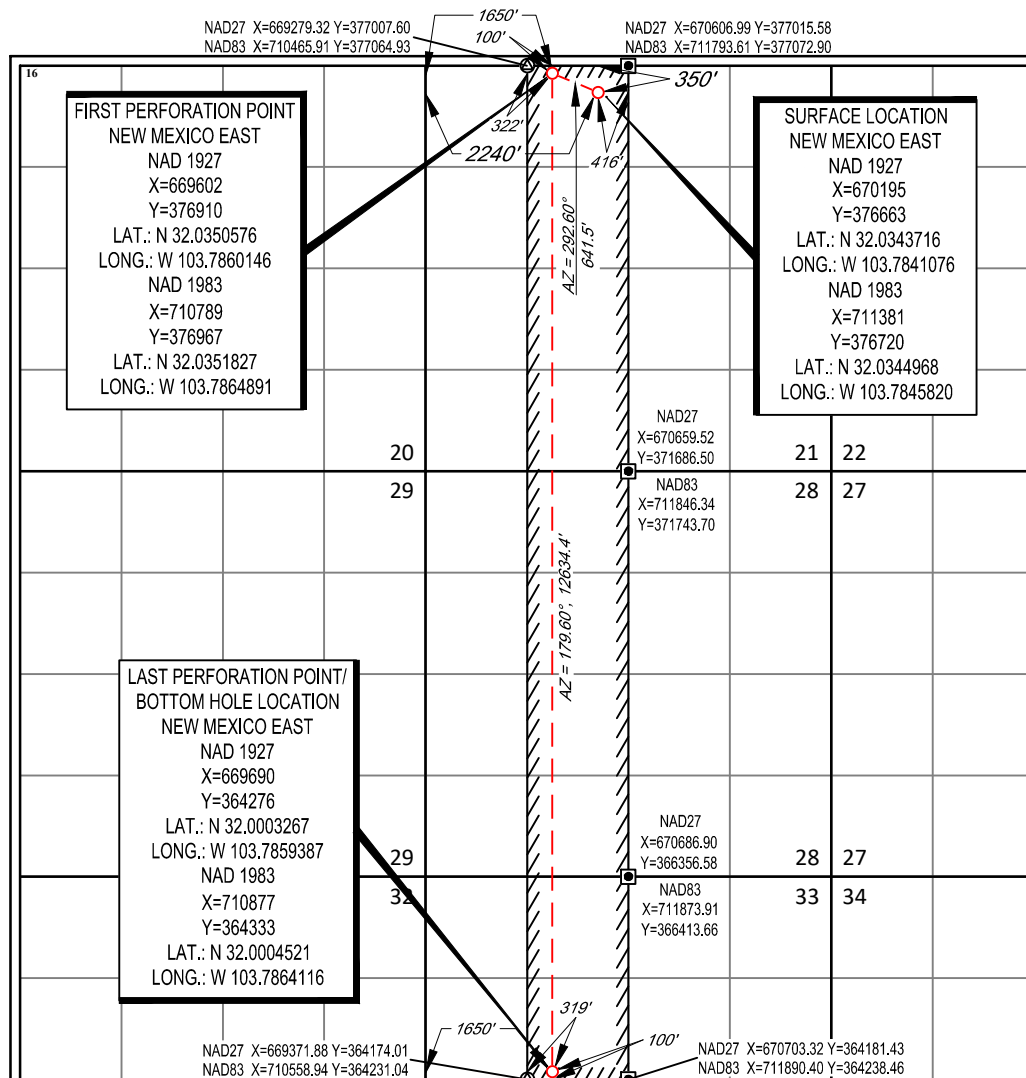 NAD27 X=669279.32 Y=377007.60
NAD83 X=710465.91 Y=377064.93
1650'
100'
NAD27 X=670606.99 Y=377015.58
NAD83 X=711793.61 Y=377072.90
16
350'
322'
2240'
416'
AZ = 292.60°
641.5'
FIRST PERFORATION POINT
NEW MEXICO EAST
NAD 1927
X=669602
Y=376910
LAT.: N 32.0350576
LONG.: W 103.7860146
NAD 1983
X=710789
Y=376967
LAT.: N 32.0351827
LONG.: W 103.7864891
SURFACE LOCATION
NEW MEXICO EAST
NAD 1927
X=670195
Y=376663
LAT.: N 32.0343716
LONG.: W 103.7841076
NAD 1983
X=711381
Y=376720
LAT.: N 32.0344968
LONG.: W 103.7845820
NAD27
X=670659.52
Y=371686.50
20
21 22
29
28 27
NAD83
X=711846.34
Y=371743.70
AZ = 179.60°, 12634.4'
LAST PERFORATION POINT/
BOTTOM HOLE LOCATION
NEW MEXICO EAST
NAD 1927
X=669690
Y=364276
LAT.: N 32.0003267
LONG.: W 103.7859387
NAD 1983
X=710877
Y=364333
LAT.: N 32.0004521
LONG.: W 103.7864116
NAD27
X=670686.90
Y=366356.58
29
28 27
32
33 34
NAD83
X=711873.91
Y=366413.66
319'
1650'
100'
NAD27 X=669371.88 Y=364174.01
NAD83 X=710558.94 Y=364231.04
NAD27 X=670703.32 Y=364181.43
NAD83 X=711890.40 Y=364238.46